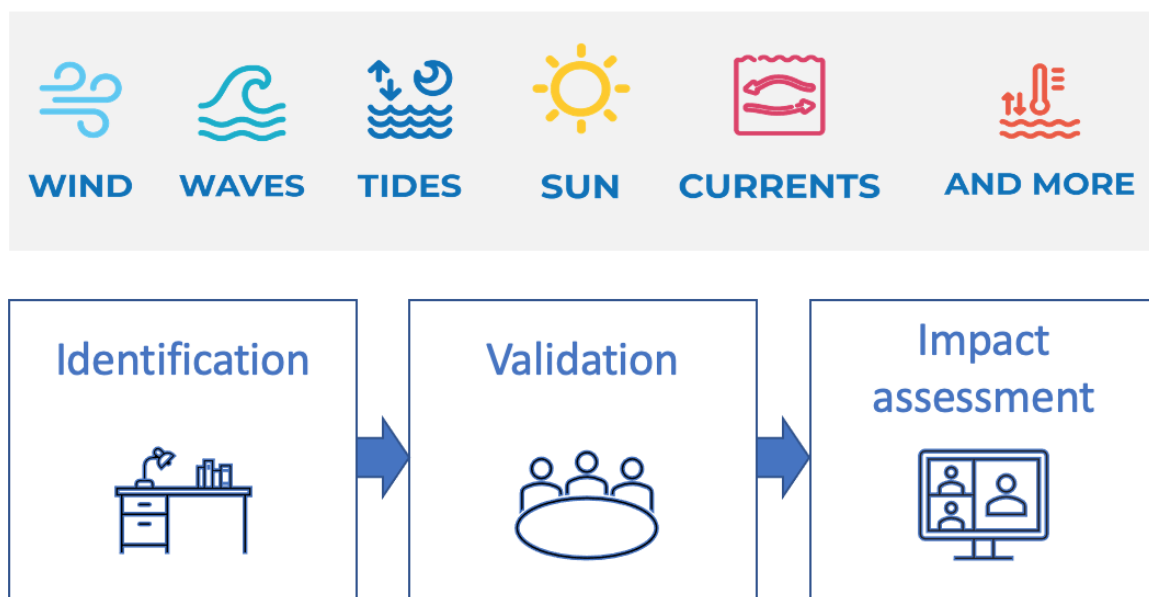 WIND WAVES TIDES SUN CURRENTS AND MORE
Identification
Validation
Impact
assessment